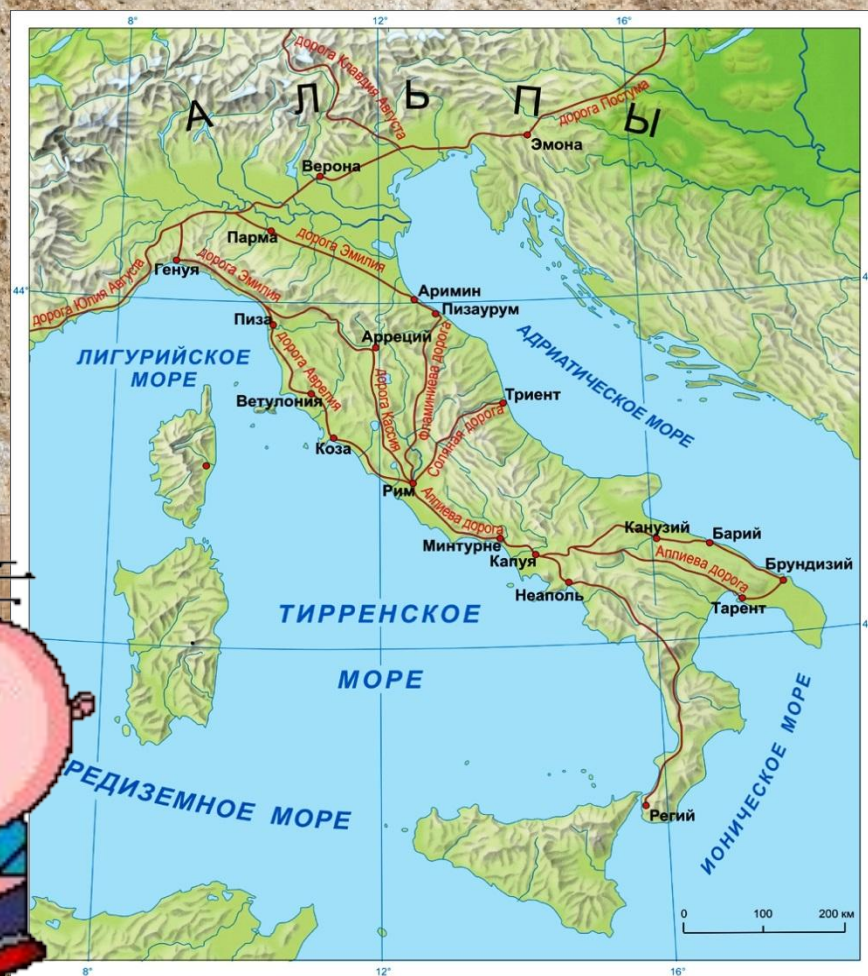 8°
12°
16°
дорога Клавдия Августа
АЛЬПЫ
дорога Постума
Эмона
Верона
Парма
дорога Эмилия
Генуя
дорога Эмилия
дорога Юлия Августа
44°
44
Аримин
Пизаурум
Пиза
Арреций
ЛИГУРИЙСКОЕ
МОРЕ
АДРИАТИЧЕСКОЕ МОРЕ
дорога Аврелия
Ветулония
дорога Кассия
Фламиниева дорога
Триент
Соляная дорога
Коза
Рим
Аппиева дорога
Минтурне
Капуя
Неаполь
Канузий
Барий
Аппиева дорога
Брундизий
Тарент
ТИРРЕНСКОЕ
МОРЕ
РЕДИЗЕМНОЕ МОРЕ
ИОНИЧЕСКОЕ МОРЕ
Регий
0 100 200 км
8°
12°
16°